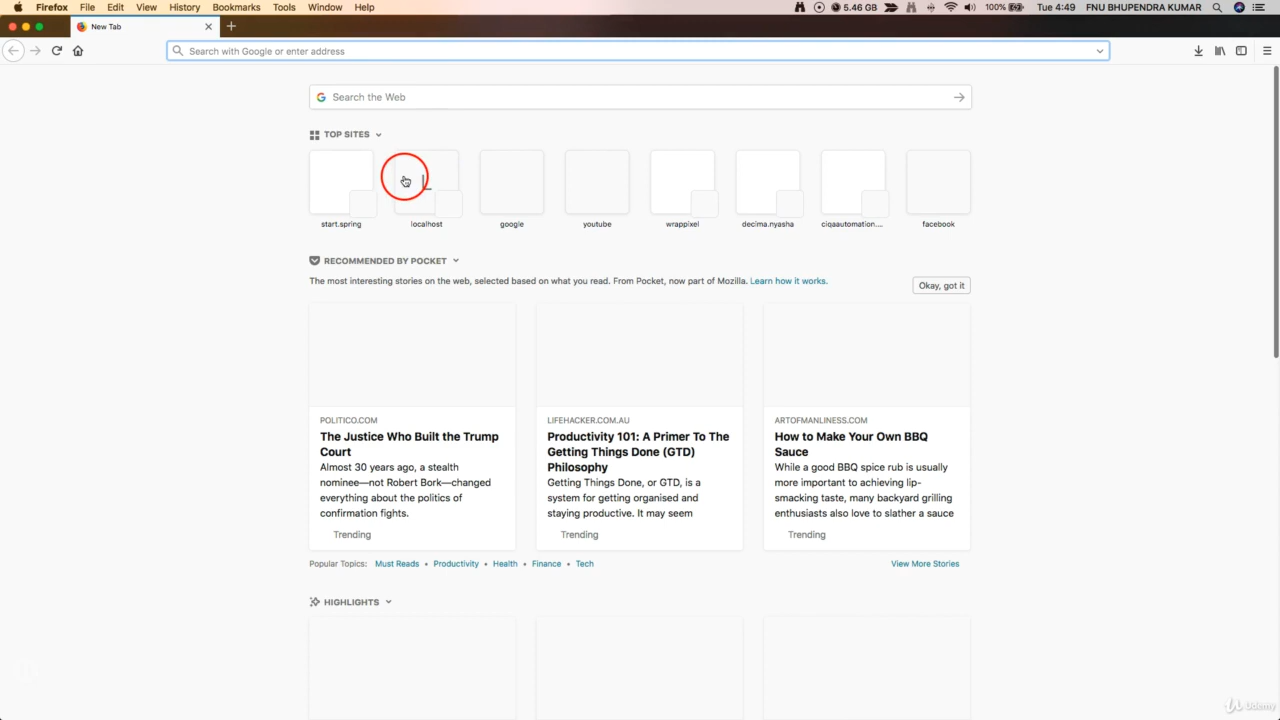 Firefox File Edit View History Bookmarks Tools Window Help 5.46 GB 100% Tue 4:49 FNU BHUPENDRA KUMAR
New Tab
Search with Google or enter address
Search the Web
TOP SITES
L
start.spring localhost google youtube wrappixel decima.nyasha ciqaautomation.... facebook
RECOMMENDED BY POCKET
The most interesting stories on the web, selected based on what you read. From Pocket, now part of Mozilla. Learn how it works.
Okay, got it
POLITICO.COM
The Justice Who Built the Trump
Court
Almost 30 years ago, a stealth
nominee—not Robert Bork—changed
everything about the politics of
confirmation fights.
Trending
LIFEHACKER.COM.AU
Productivity 101: A Primer To The
Getting Things Done (GTD)
Philosophy
Getting Things Done, or GTD, is a
system for getting organised and
staying productive. It may seem
Trending
ARTOFMANLINESS.COM
How to Make Your Own BBQ
Sauce
While a good BBQ spice rub is usually
more important to achieving lip-
smacking taste, many backyard grilling
enthusiasts also love to slather a sauce
Trending
Popular Topics: Must Reads • Productivity • Health • Finance • Tech
View More Stories
HIGHLIGHTS
Udemy